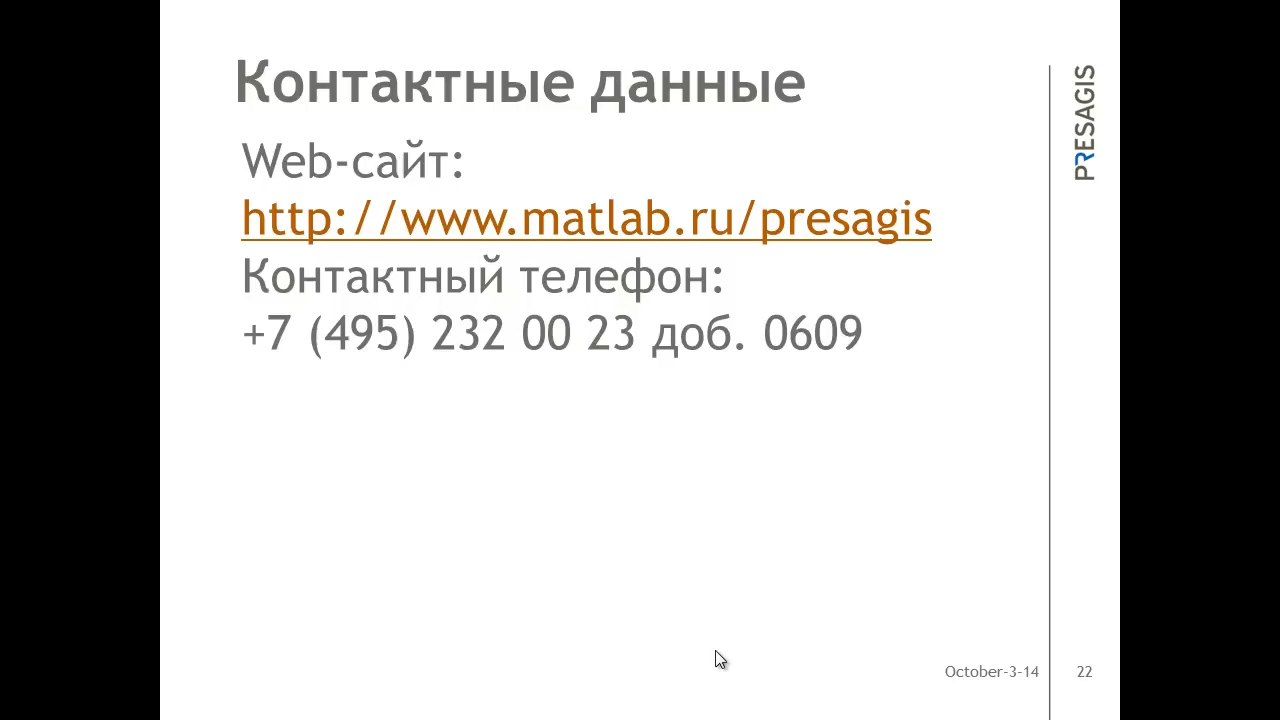 Контактные данные
Web-сайт:
http://www.matlab.ru/presagis
Контактный телефон:
+7 (495) 232 00 23 доб. 0609
PRESAGIS
October-3-14
22